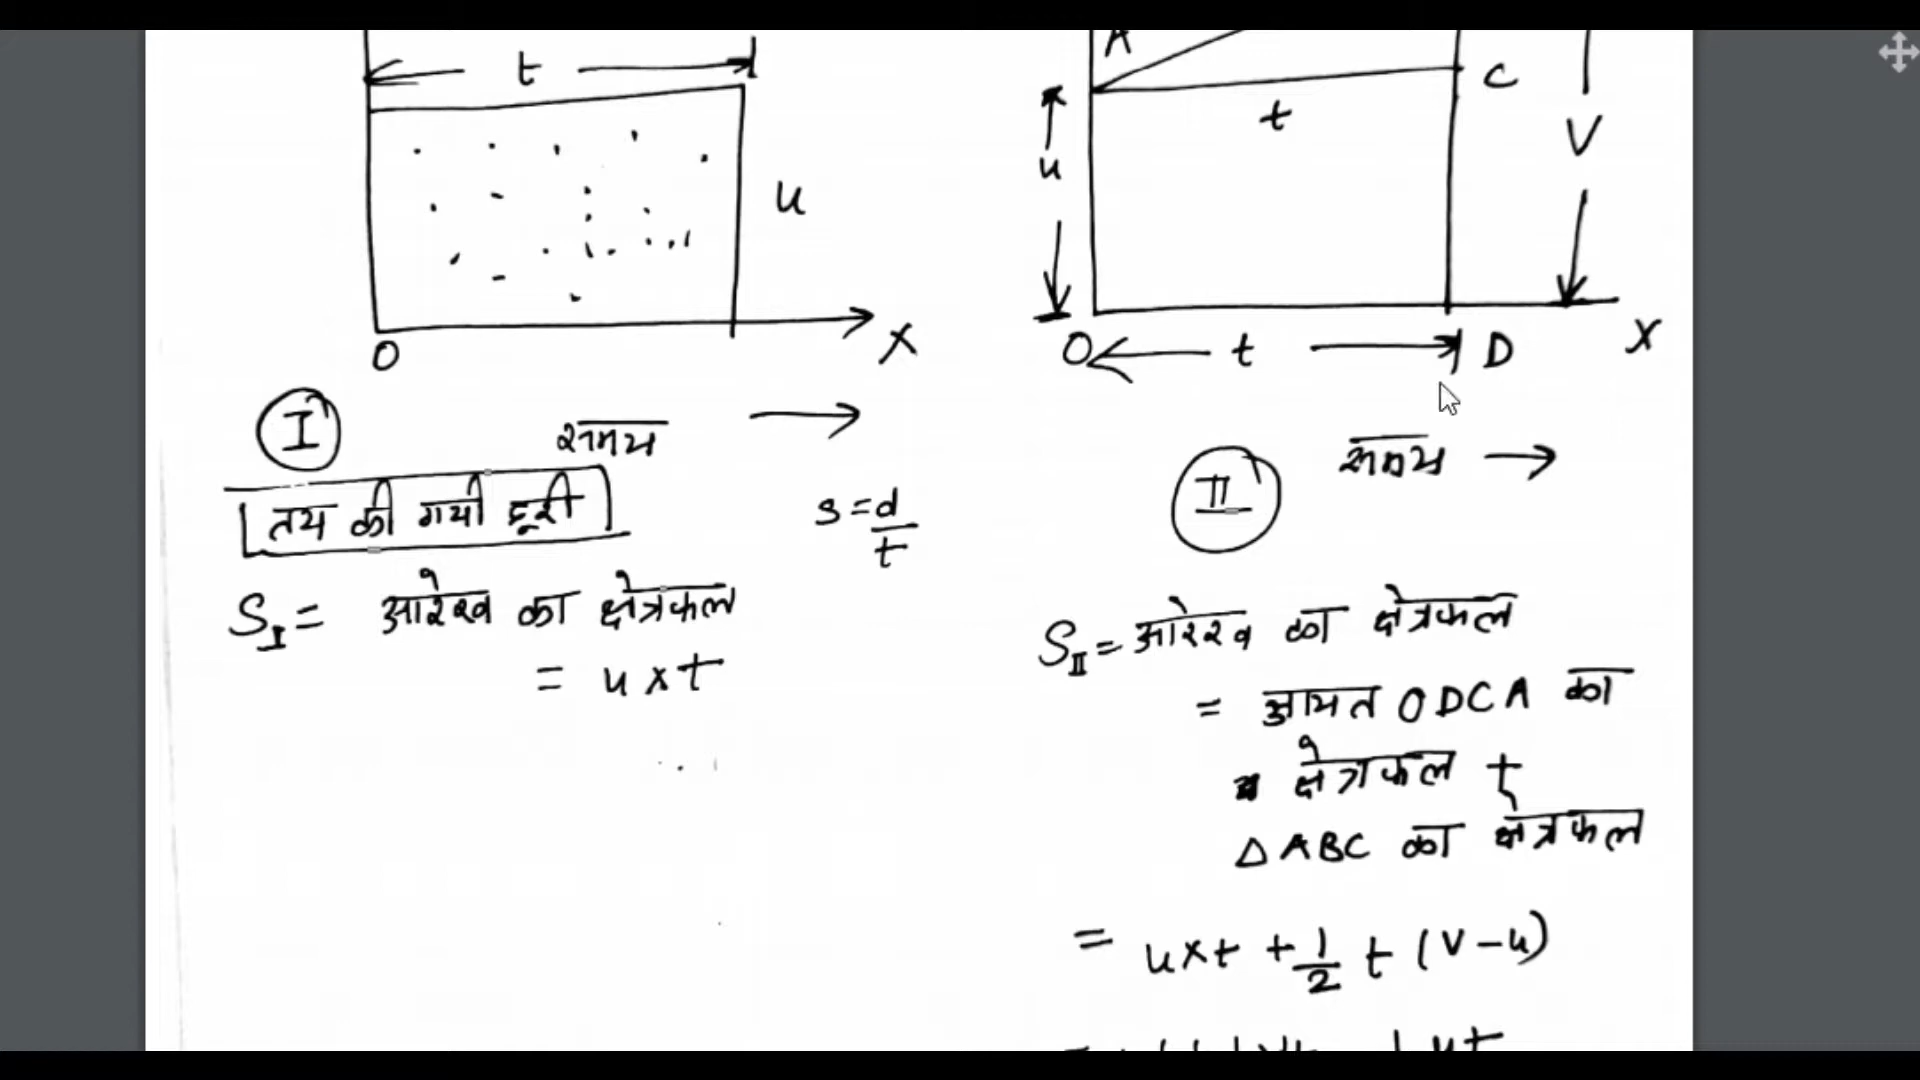 t
u
O
X
I
समय
तय की गयी दूरी
s = d/t
S_I = आरेख का क्षेत्रफल
= u x t
A
C
t
u
V
O
t
D
X
II
समय
S_II = आरेख का क्षेत्रफल
= आयत ODCA का
क्षेत्रफल +
Δ ABC का क्षेत्रफल
= u x t + 1/2 t (V - u)